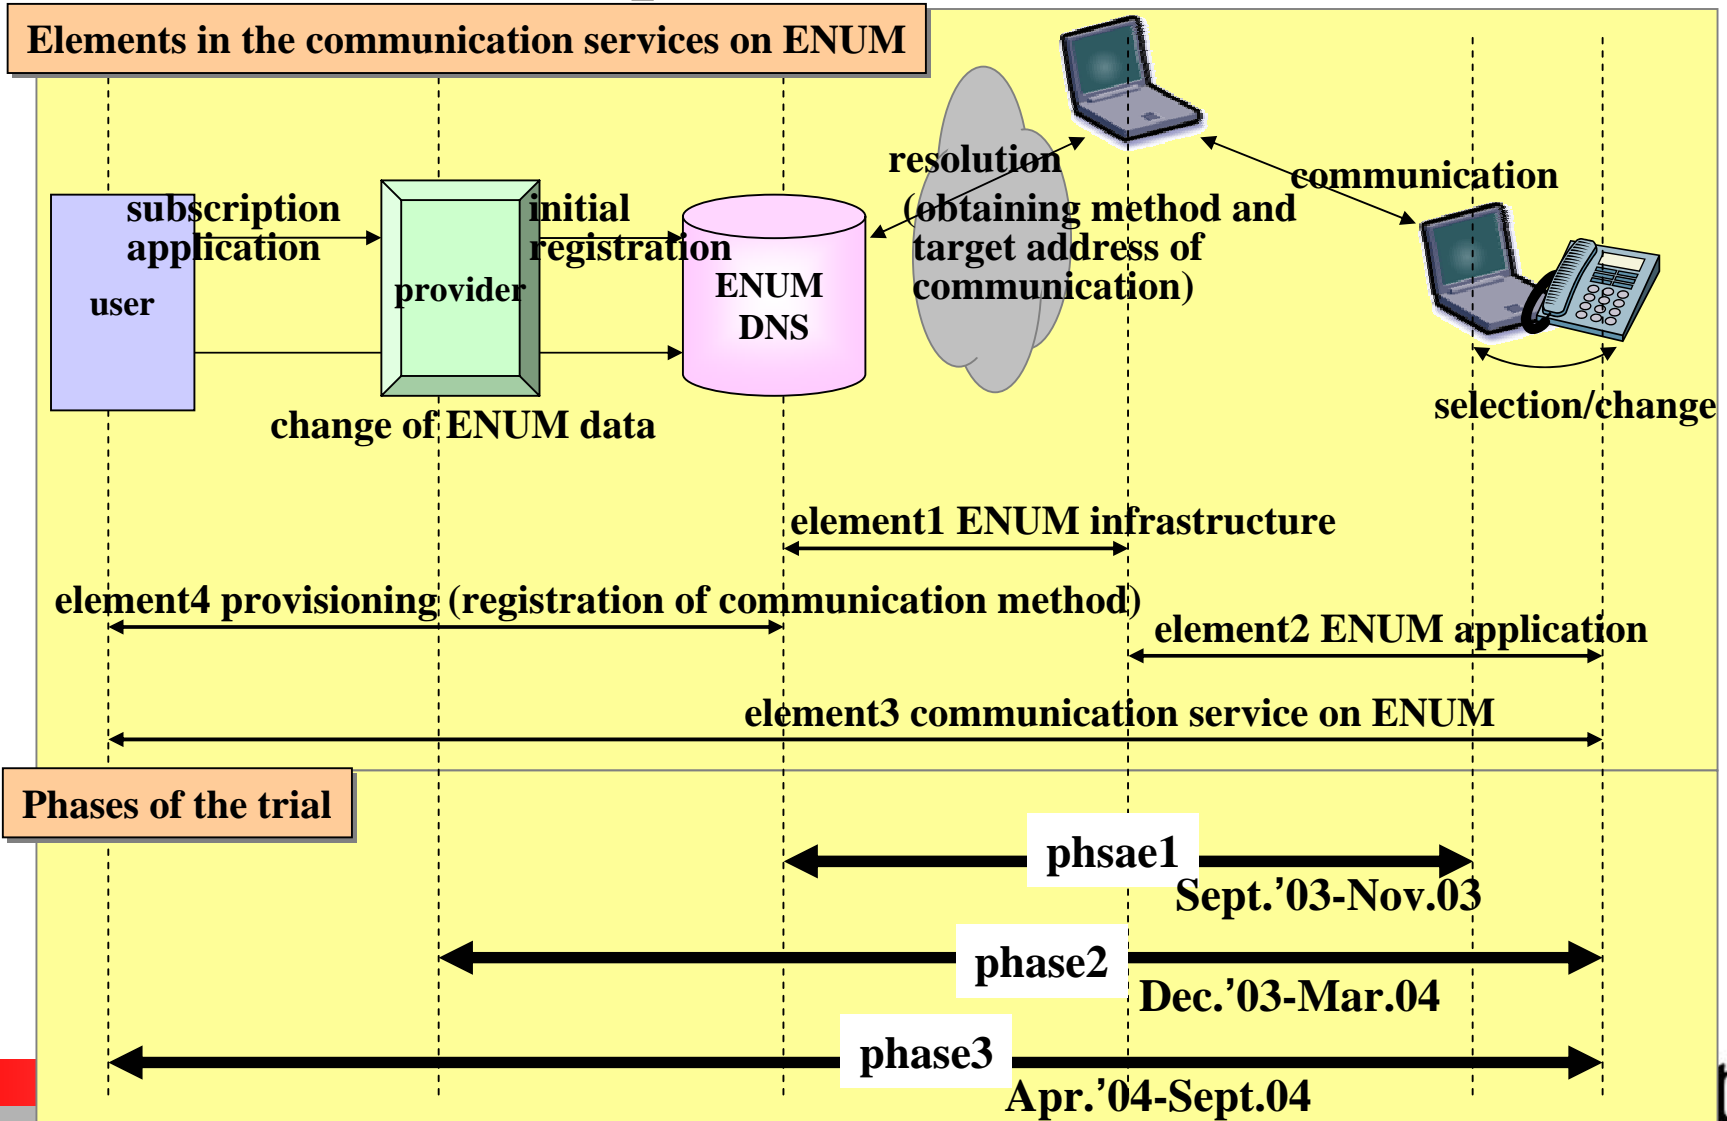 Elements in the communication services on ENUM
resolution
communication
subscription
application
initial
registration
(obtaining method and
target address of
communication)
user
provider
ENUM
DNS
selection/change
change of ENUM data
element1 ENUM infrastructure
element4 provisioning (registration of communication method)
element2 ENUM application
element3 communication service on ENUM
Phases of the trial
phsae1
Sept.’03-Nov.03
phase2
Dec.’03-Mar.04
phase3
Apr.’04-Sept.04